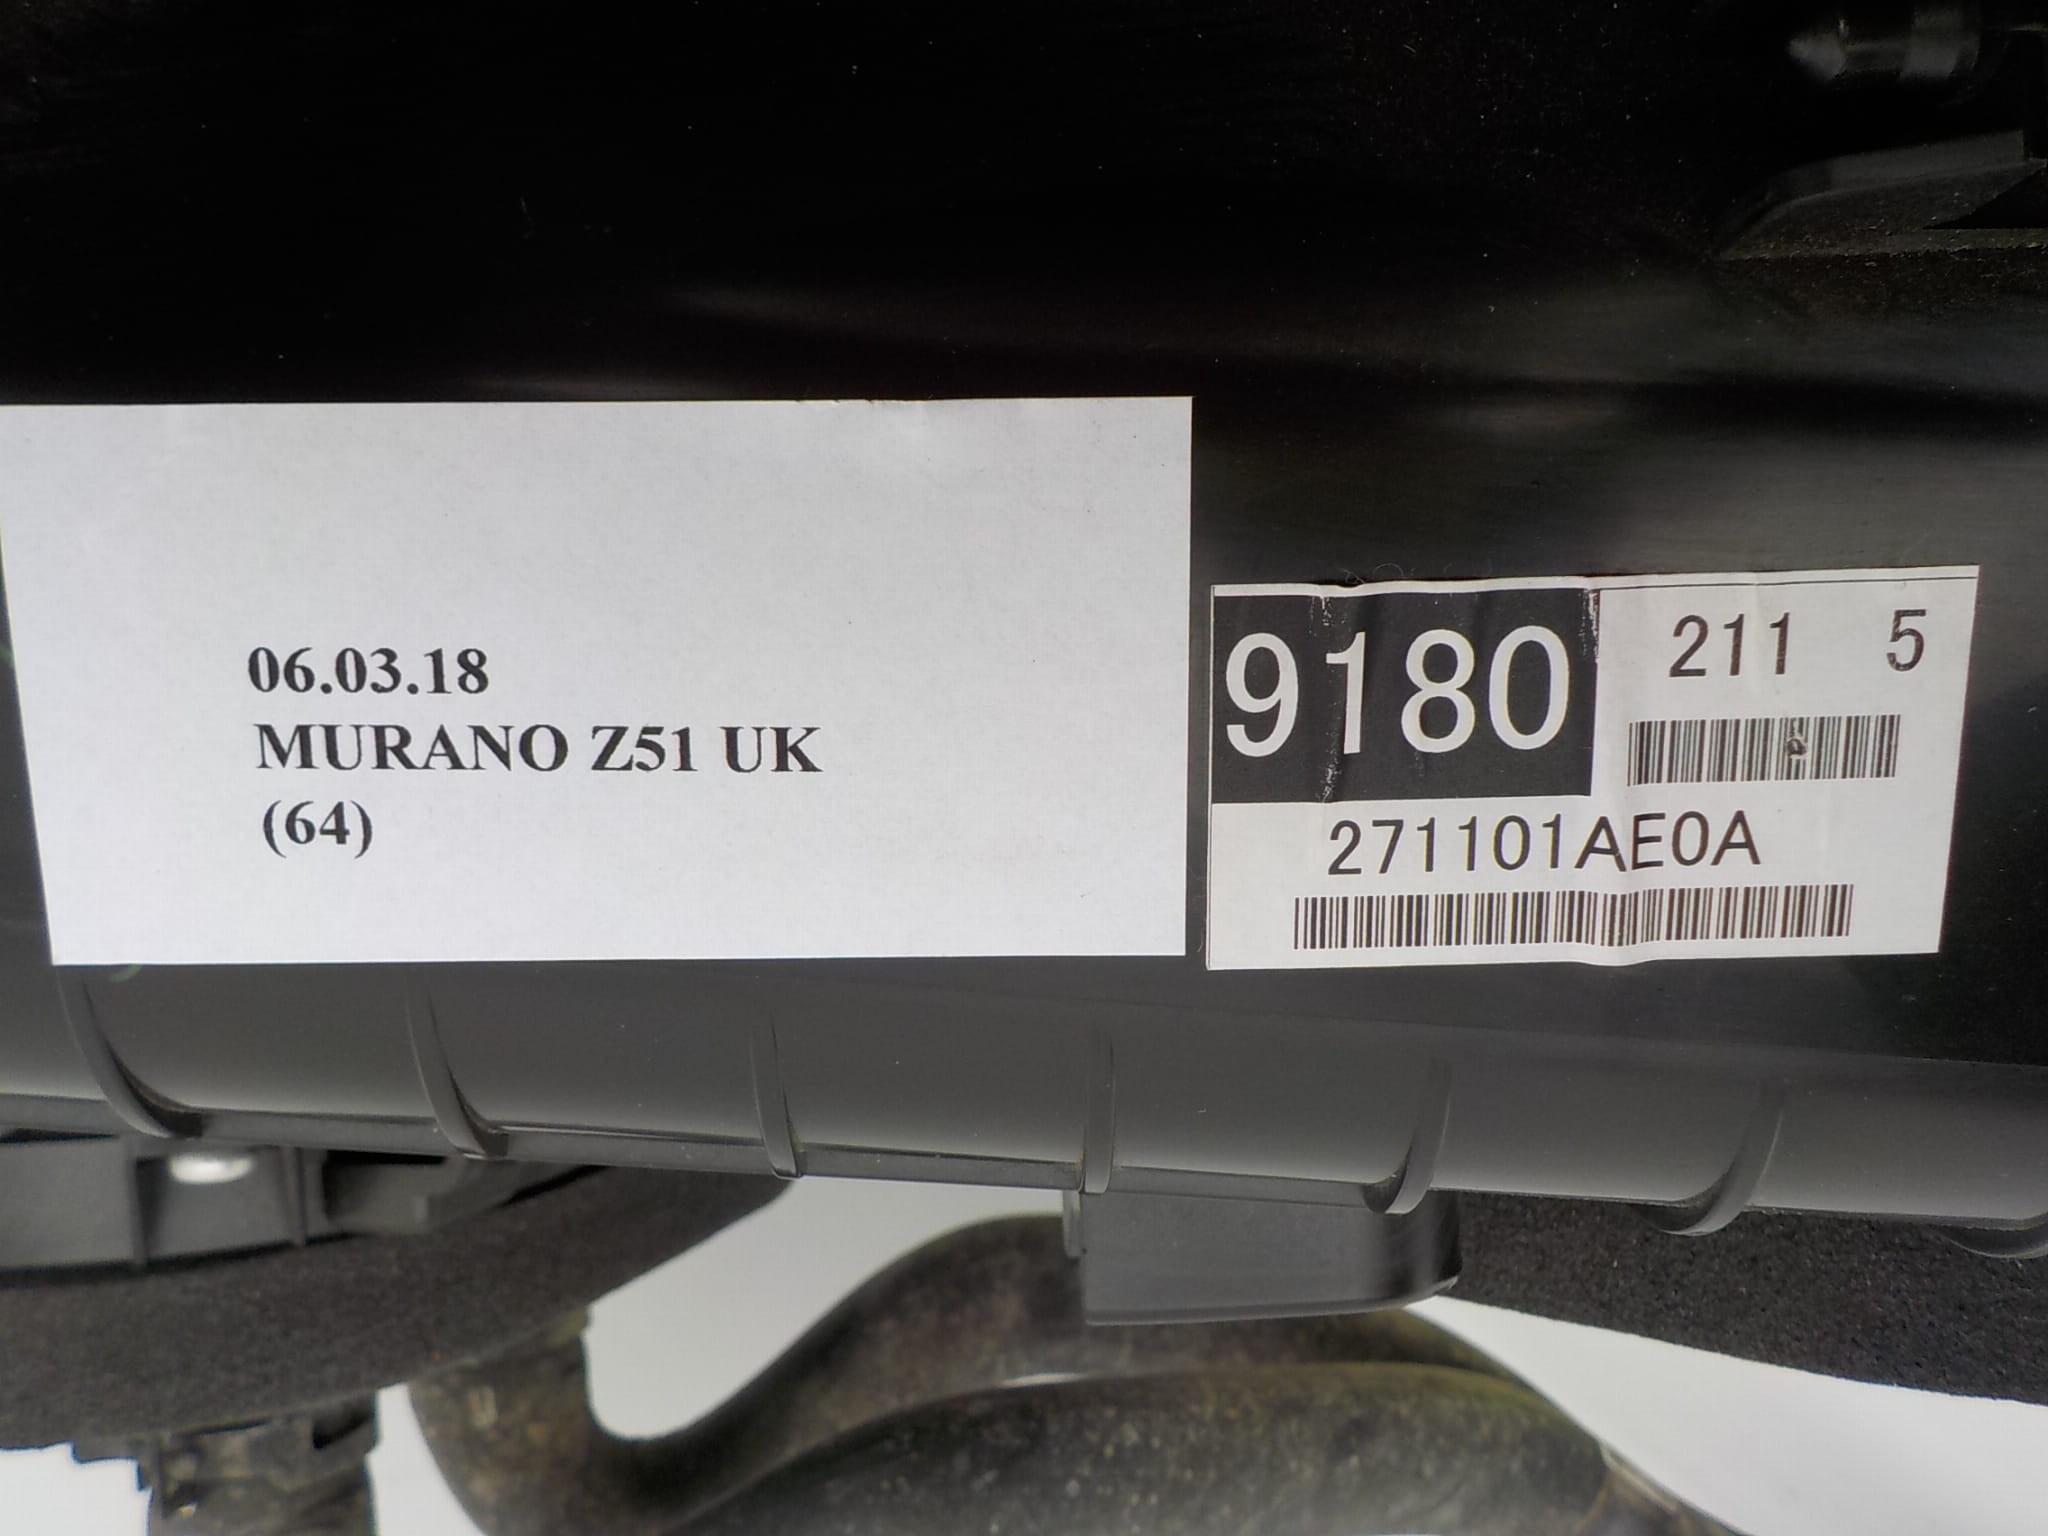 06.03.18
MURANO Z51 UK
(64)
9180
211 5
271101AE0A